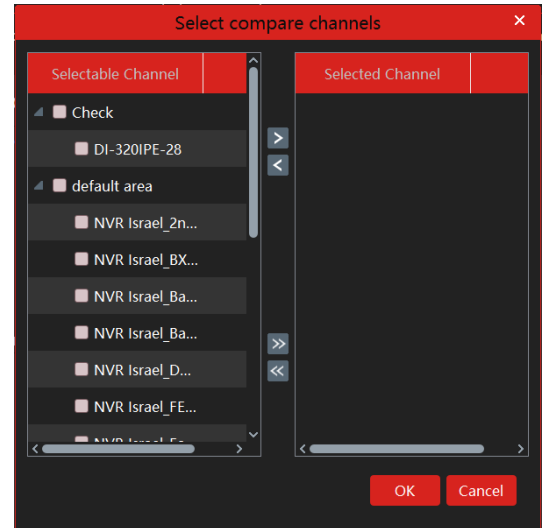 Select compare channels
Selectable Channel
Selected Channel
Check
DI-320IPE-28
default area
NVR Israel_2n...
NVR Israel_BX...
NVR Israel_Ba...
NVR Israel_Ba...
NVR Israel_D...
NVR Israel_FE...
OK
Cancel